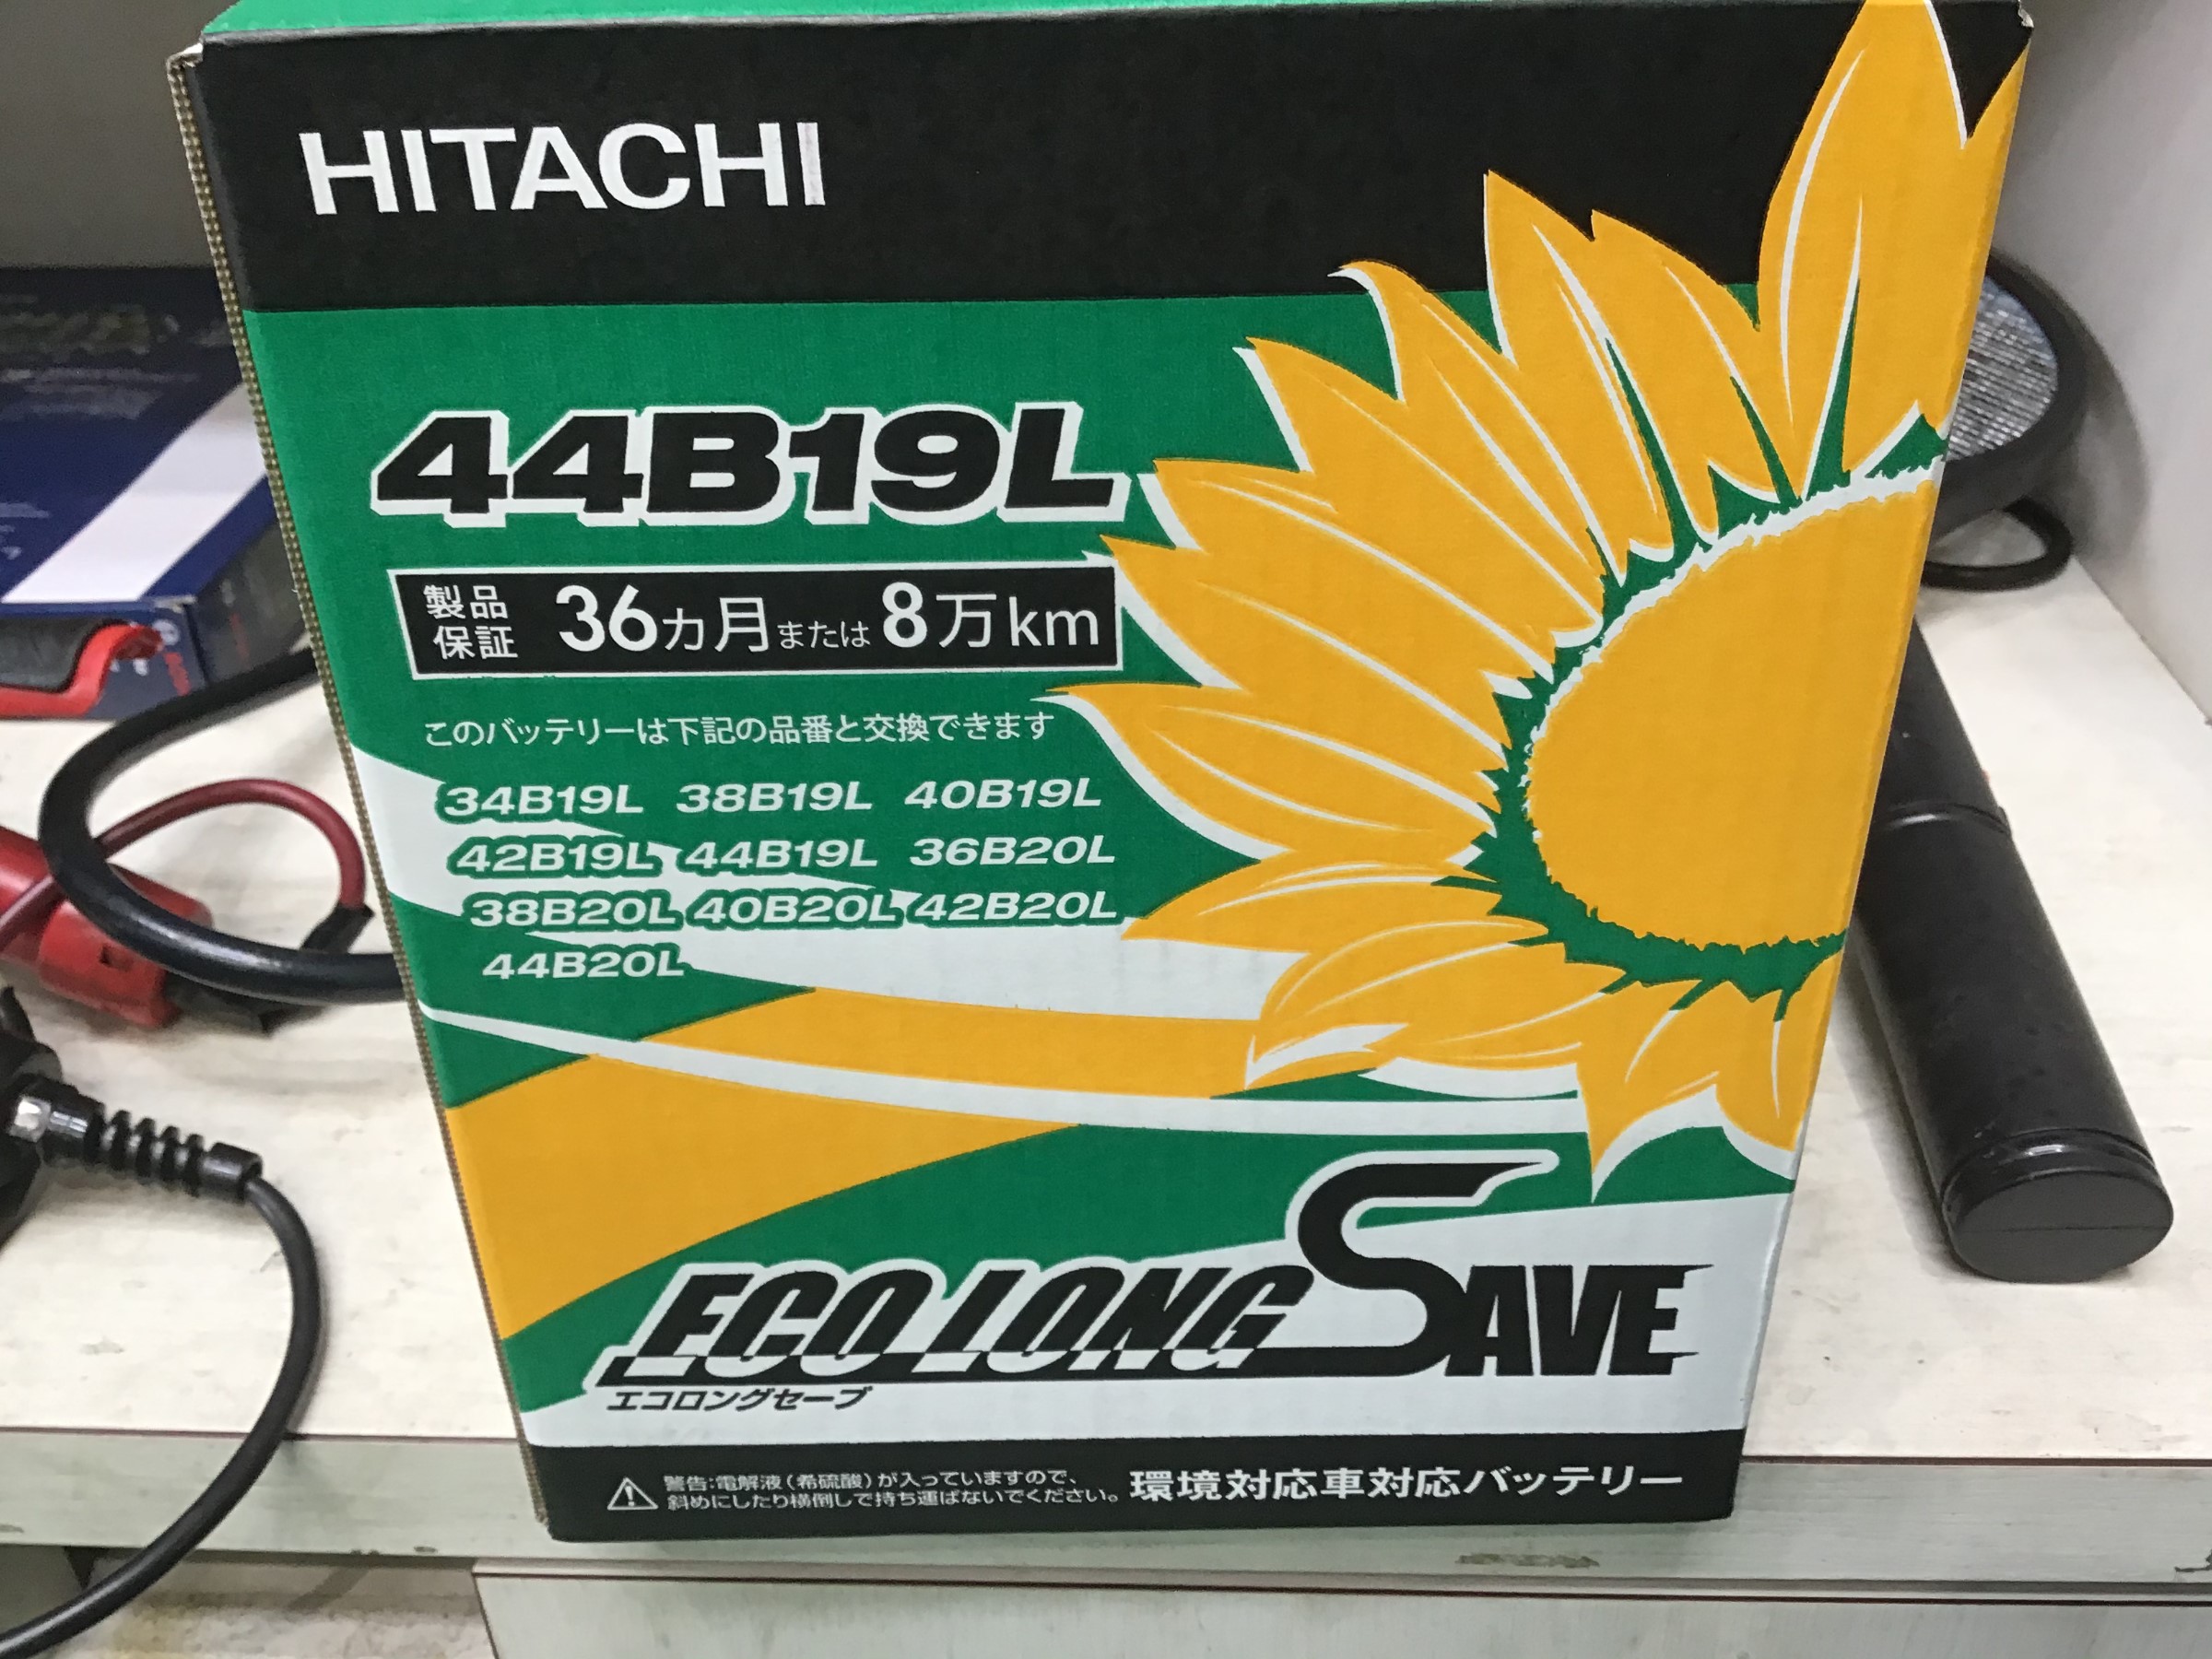 HITACHI
44B19L
製品保証 36カ月または8万km
このバッテリーは下記の品番と交換できます
34B19L 38B19L 40B19L
42B19L 44B19L 36B20L
38B20L 40B20L 42B20L
44B20L
ECO LONG SAVE
エコロングセーブ
警告:電解液(希硫酸)が入っていますので、
斜めにしたり横倒しで持ち運ばないでください。
環境対応車対応バッテリー